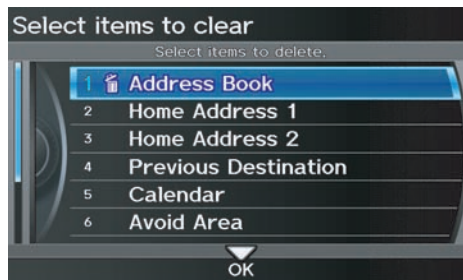 Select items to clear
Select items to delete.
1 Address Book
2 Home Address 1
3 Home Address 2
4 Previous Destination
5 Calendar
6 Avoid Area
OK